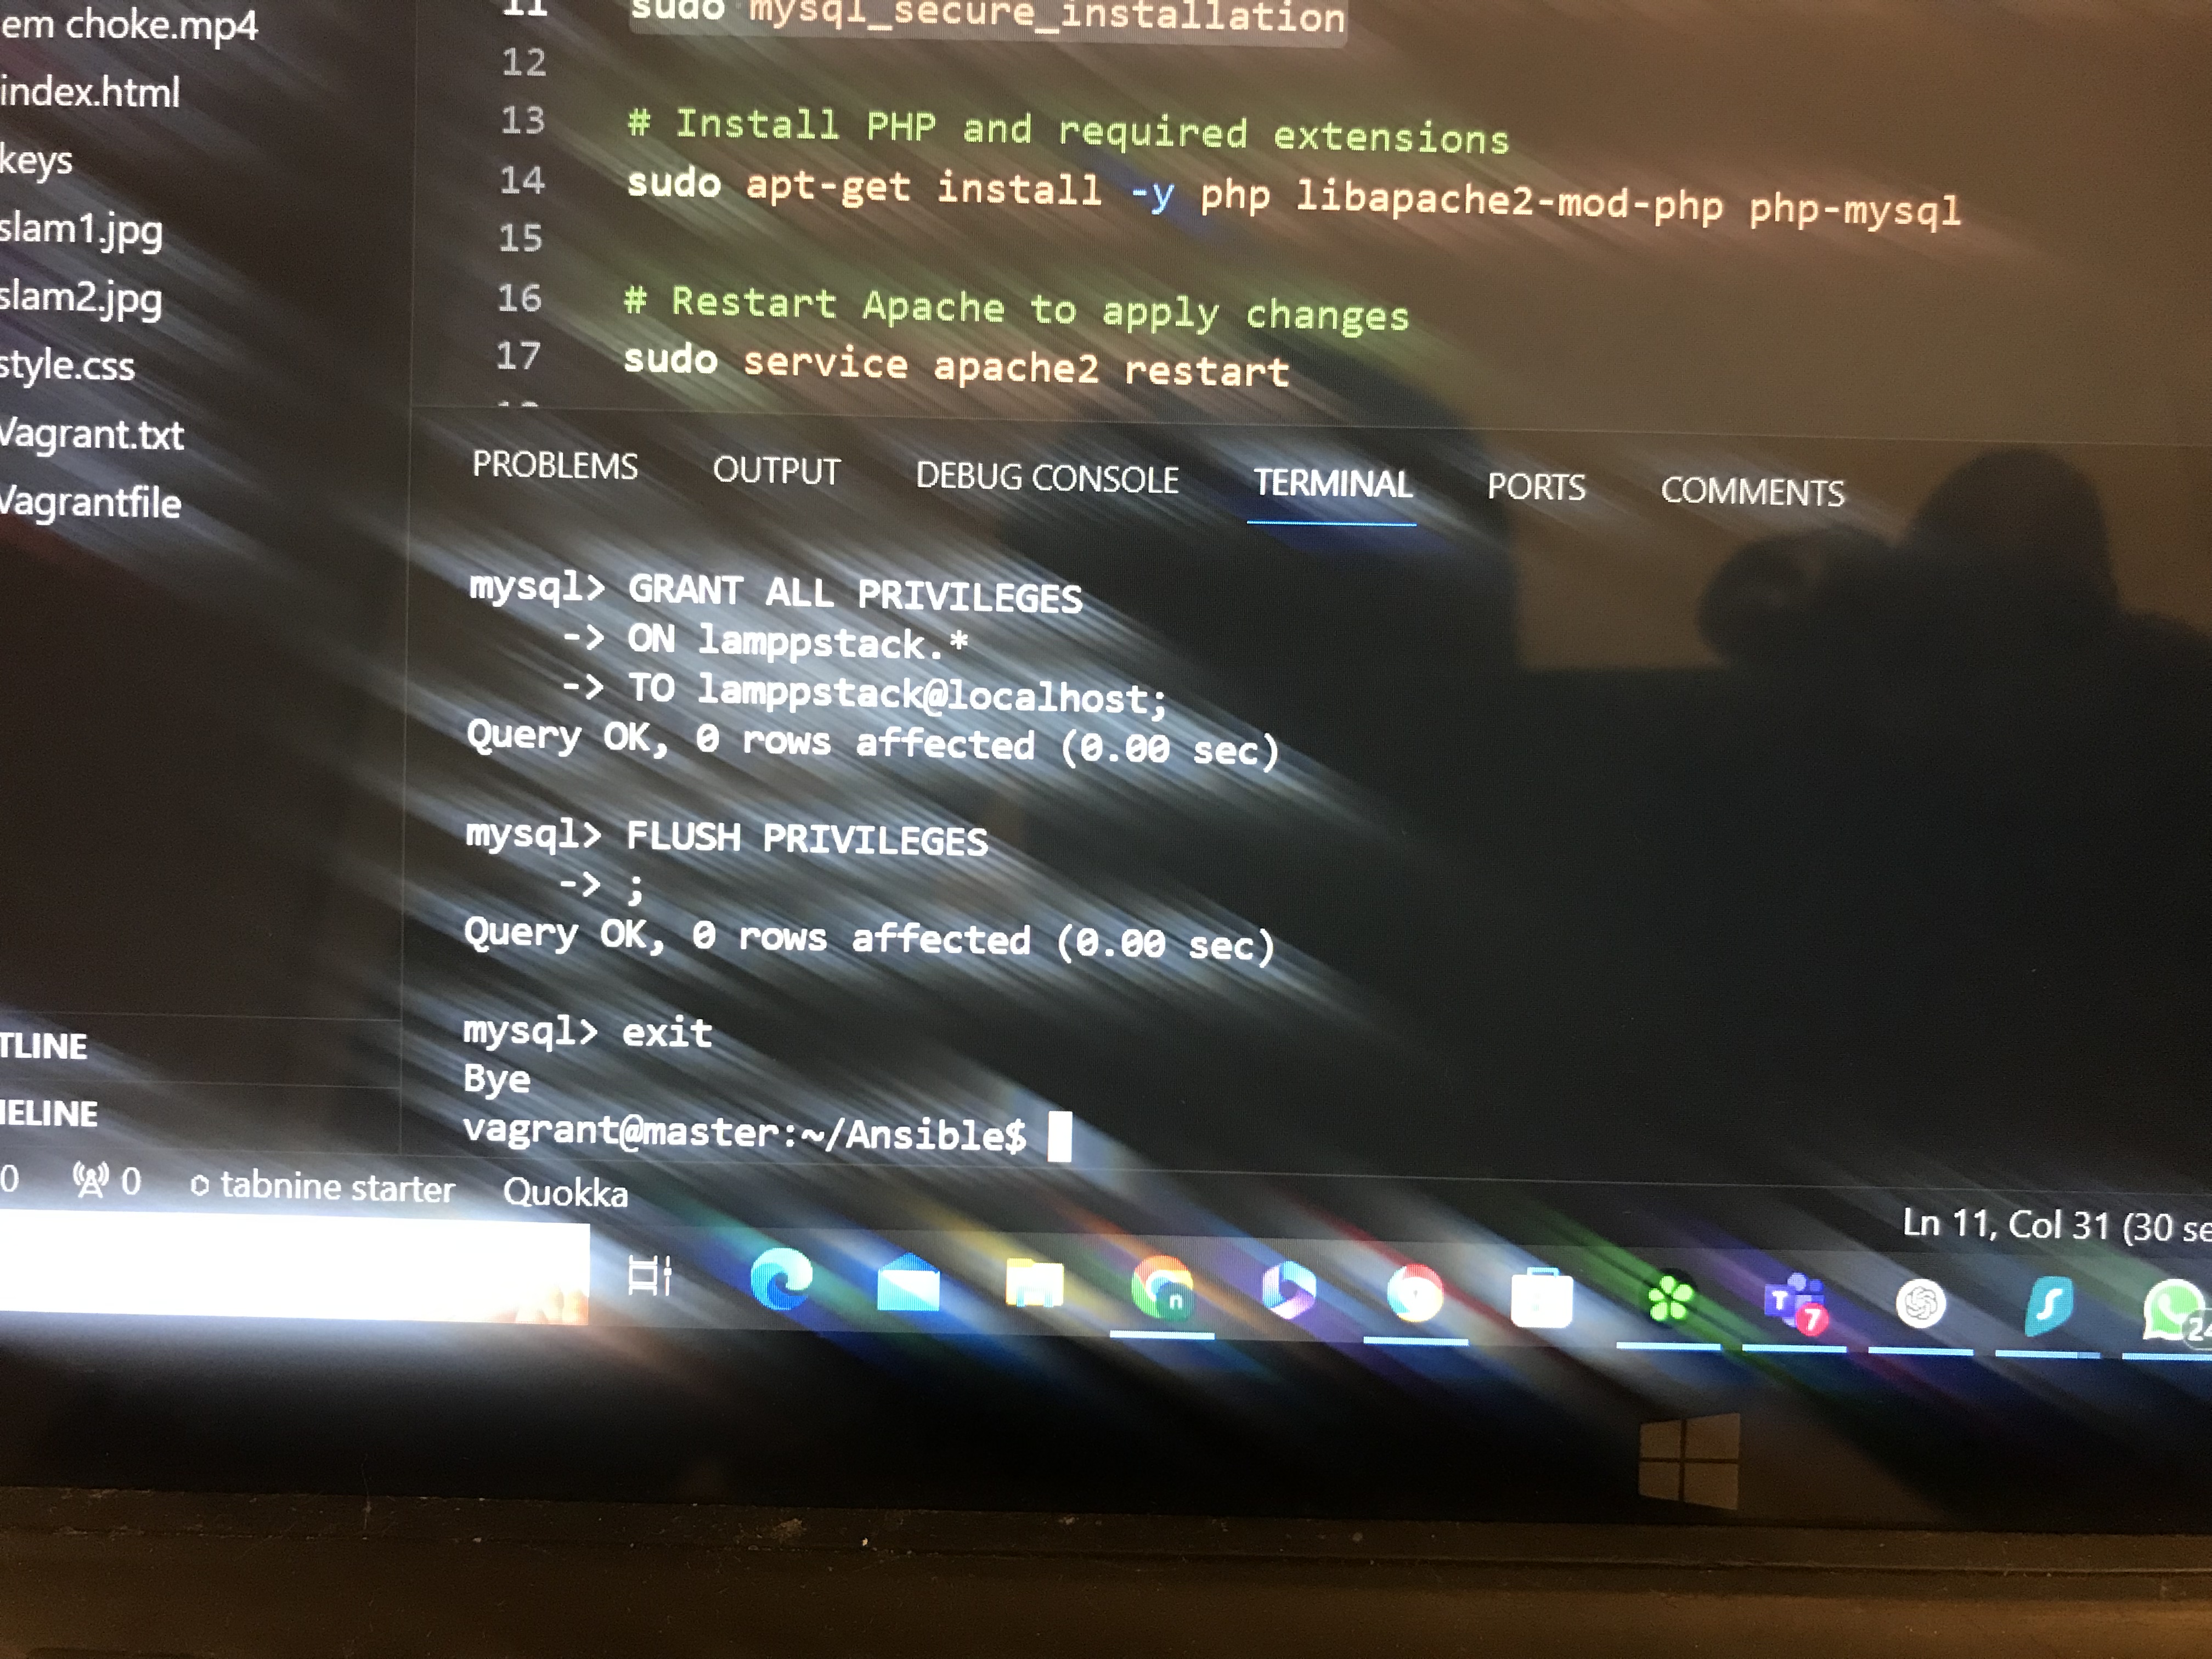 em choke.mp4
index.html
keys
slam1.jpg
slam2.jpg
style.css
Vagrant.txt
Vagrantfile
TLINE
IELINE
11 sudo mysql_secure_installation
12
13 # Install PHP and required extensions
14 sudo apt-get install -y php libapache2-mod-php php-mysql
15
16 # Restart Apache to apply changes
17 sudo service apache2 restart
PROBLEMS OUTPUT DEBUG CONSOLE TERMINAL PORTS COMMENTS
mysql> GRANT ALL PRIVILEGES
-> ON lamppstack.*
-> TO lamppstack@localhost;
Query OK, 0 rows affected (0.00 sec)
mysql> FLUSH PRIVILEGES
-> ;
Query OK, 0 rows affected (0.00 sec)
mysql> exit
Bye
vagrant@master:~/Ansible$
0 0 tabnine starter Quokka
Ln 11, Col 31 (30 se
n T 7 24